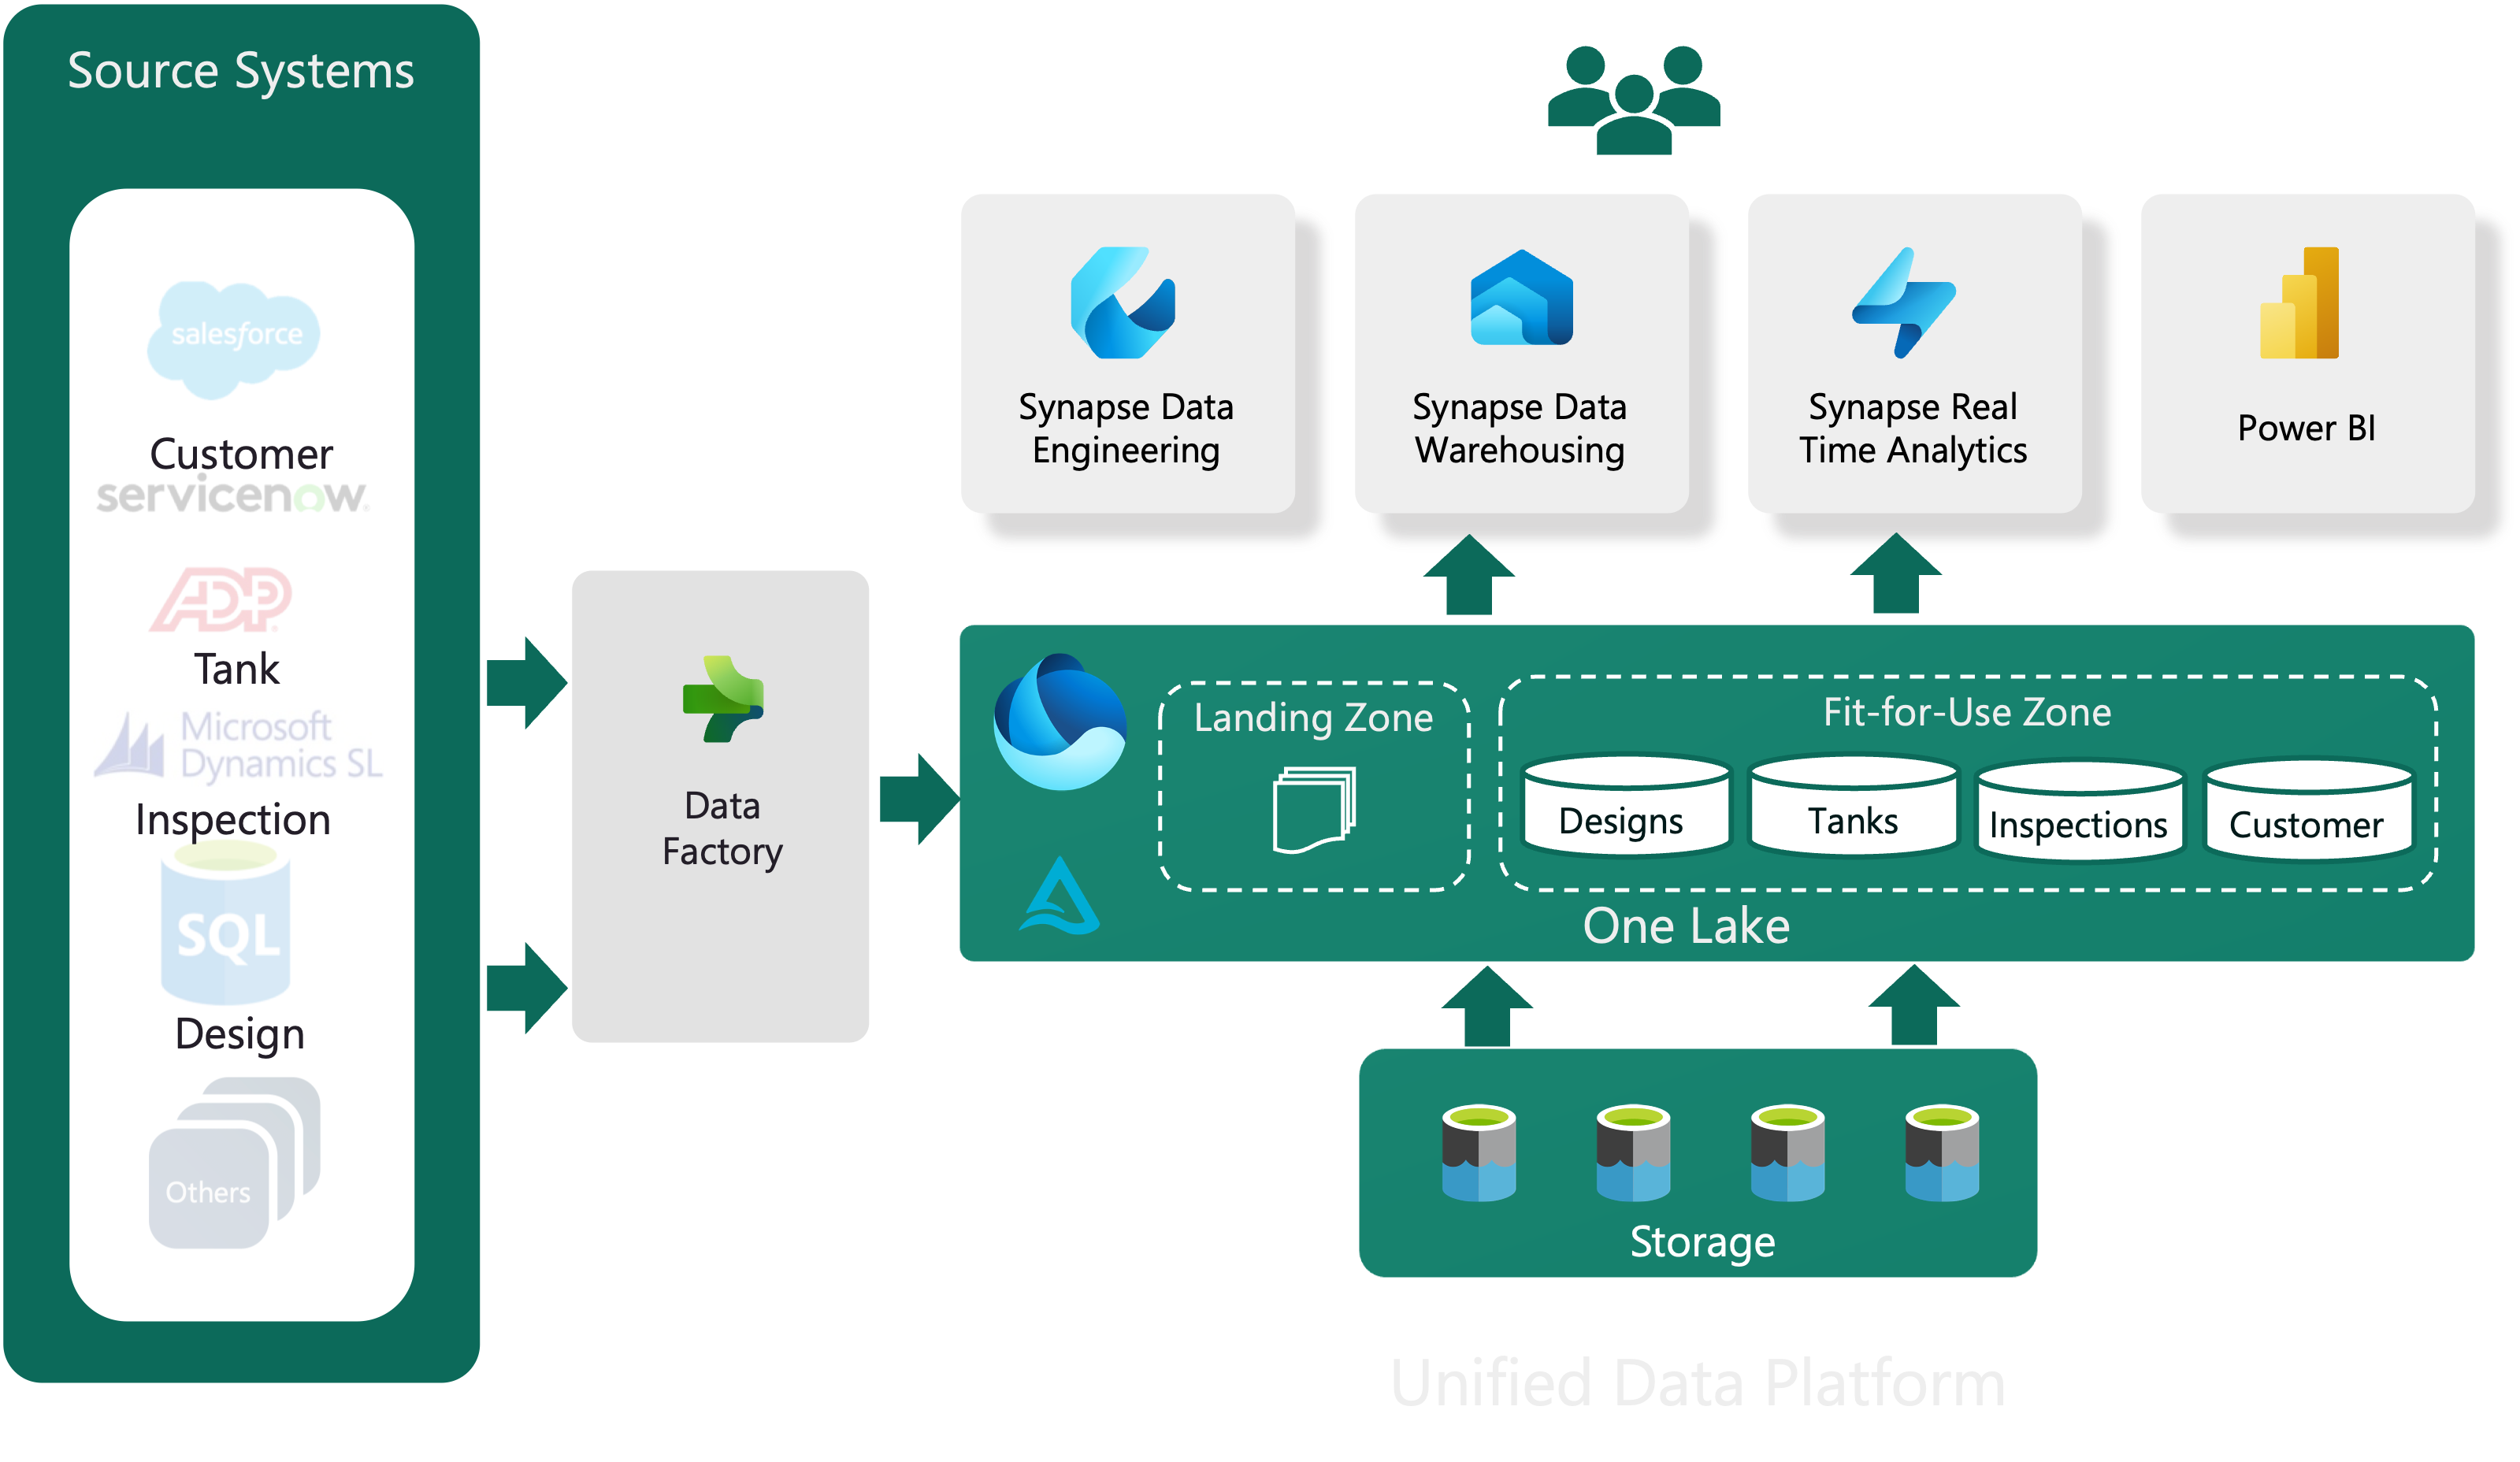 Source Systems
salesforce
Customer
servicenow
ADP
Tank
Microsoft
Dynamics SL
Inspection
SQL
Design
Others
Data
Factory
Synapse Data
Engineering
Synapse Data
Warehousing
Synapse Real
Time Analytics
Power BI
Landing Zone
Fit-for-Use Zone
Designs
Tanks
Inspections
Customer
One Lake
Storage
Unified Data Platform